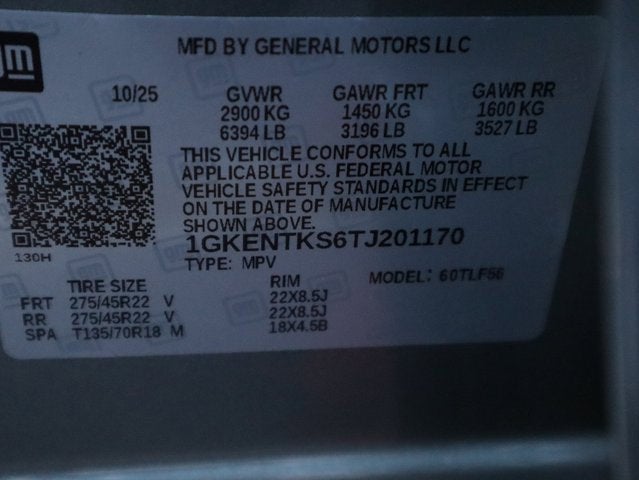 gm
MFD BY GENERAL MOTORS LLC
10/25 GVWR GAWR FRT GAWR RR
2900 KG 1450 KG 1600 KG
6394 LB 3196 LB 3527 LB
THIS VEHICLE CONFORMS TO ALL
APPLICABLE U.S. FEDERAL MOTOR
VEHICLE SAFETY STANDARDS IN EFFECT
ON THE DATE OF MANUFACTURE
SHOWN ABOVE.
1GKENTKS6TJ201170
130H
TYPE: MPV
TIRE SIZE RIM MODEL: 60TLF56
FRT 275/45R22 V 22X8.5J
RR 275/45R22 V 22X8.5J
SPA T135/70R18 M 18X4.5B